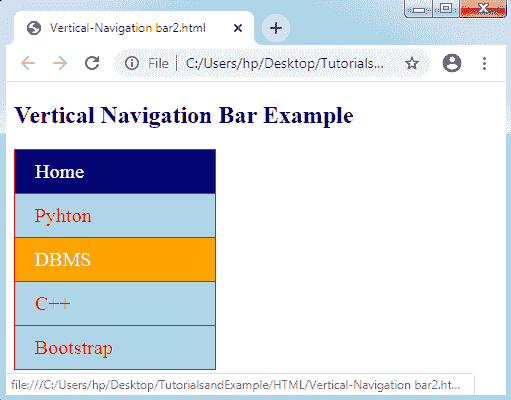 Vertical-Navigation bar2.html
File | C:/Users/hp/Desktop/Tutorials...
Vertical Navigation Bar Example
Home
Pyhton
DBMS
C++
Bootstrap
file:///C:/Users/hp/Desktop/TutorialsandExample/HTML/Vertical-Navigation bar2.ht...